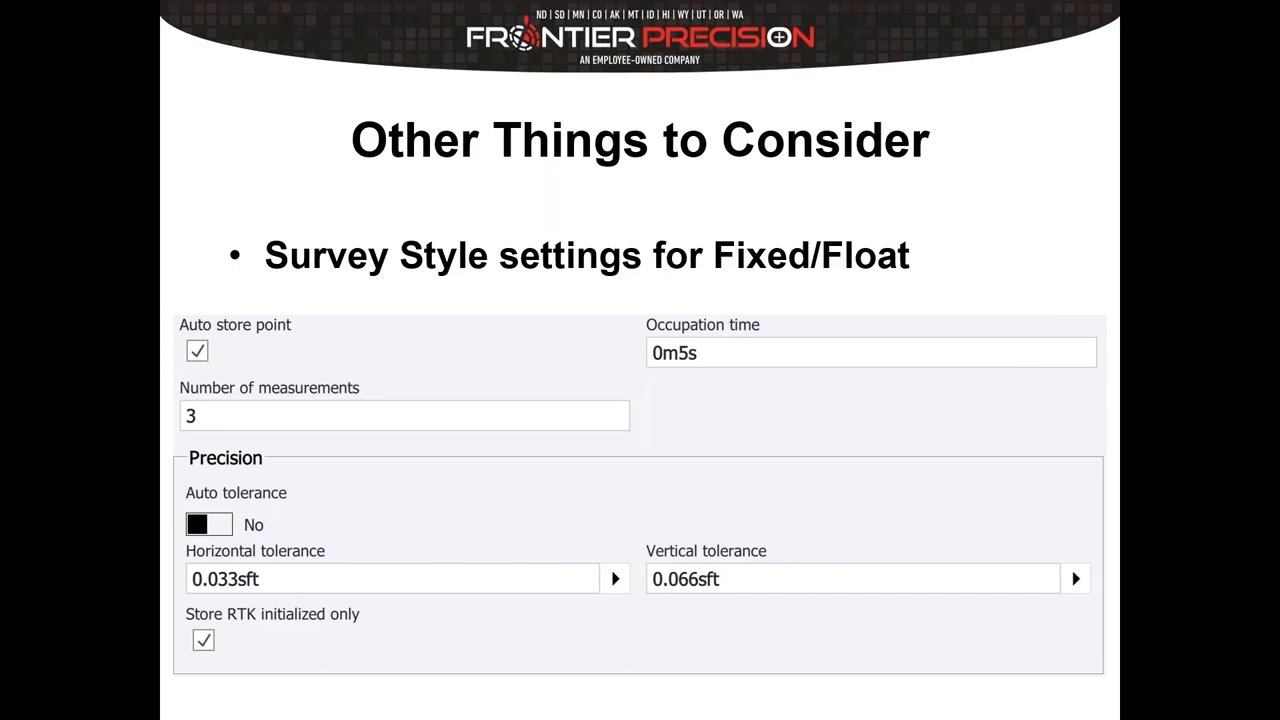 ND | SD | MN | CO | AK | MT | ID | HI | WY | UT | OR | WA
FRONTIER PRECISION
AN EMPLOYEE-OWNED COMPANY
Other Things to Consider
• Survey Style settings for Fixed/Float
Auto store point
Occupation time
0m5s
Number of measurements
3
Precision
Auto tolerance
No
Horizontal tolerance
Vertical tolerance
0.033sft
0.066sft
Store RTK initialized only